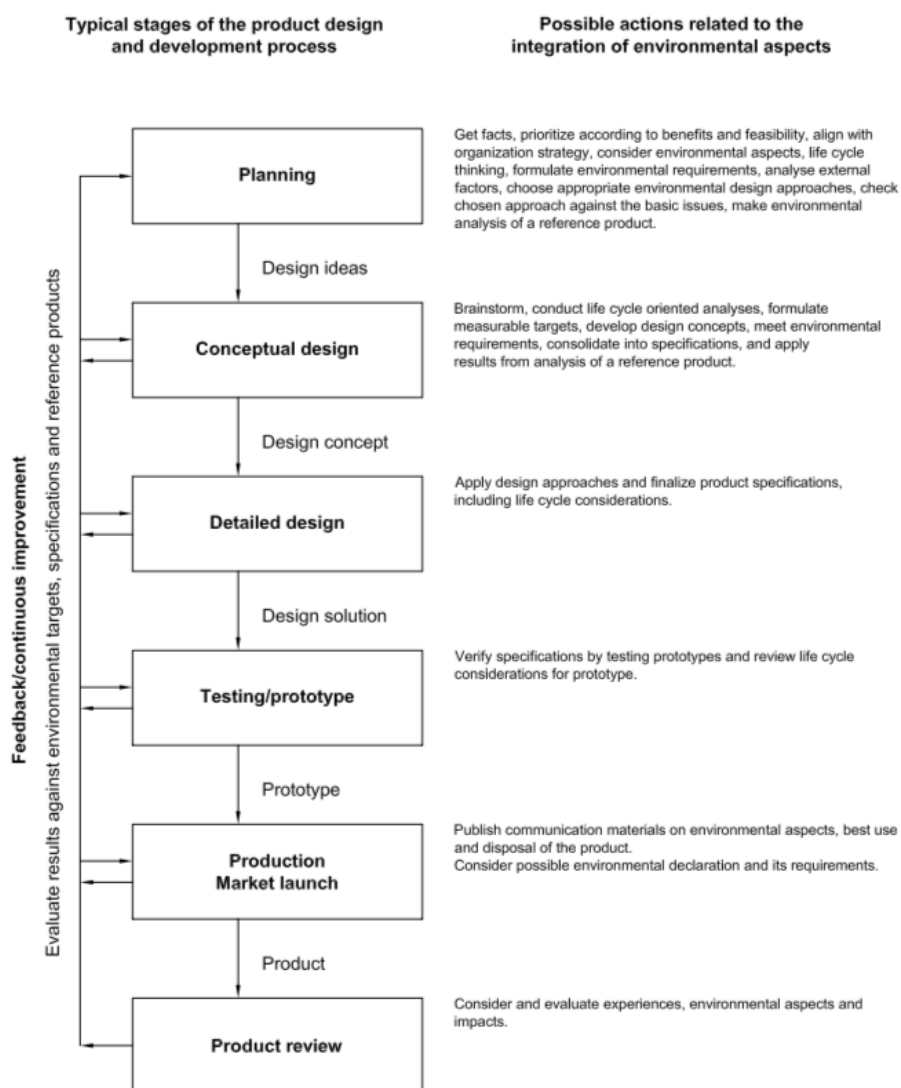 Typical stages of the product design
and development process
Possible actions related to the
integration of environmental aspects
Feedback/continuous improvement
Evaluate results against environmental targets, specifications and reference products
Planning
Get facts, prioritize according to benefits and feasibility, align with
organization strategy, consider environmental aspects, life cycle
thinking, formulate environmental requirements, analyse external
factors, choose appropriate environmental design approaches, check
chosen approach against the basic issues, make environmental
analysis of a reference product.
Design ideas
Conceptual design
Brainstorm, conduct life cycle oriented analyses, formulate
measurable targets, develop design concepts, meet environmental
requirements, consolidate into specifications, and apply
results from analysis of a reference product.
Design concept
Detailed design
Apply design approaches and finalize product specifications,
including life cycle considerations.
Design solution
Testing/prototype
Verify specifications by testing prototypes and review life cycle
considerations for prototype.
Prototype
Production
Market launch
Publish communication materials on environmental aspects, best use
and disposal of the product.
Consider possible environmental declaration and its requirements.
Product
Product review
Consider and evaluate experiences, environmental aspects and
impacts.